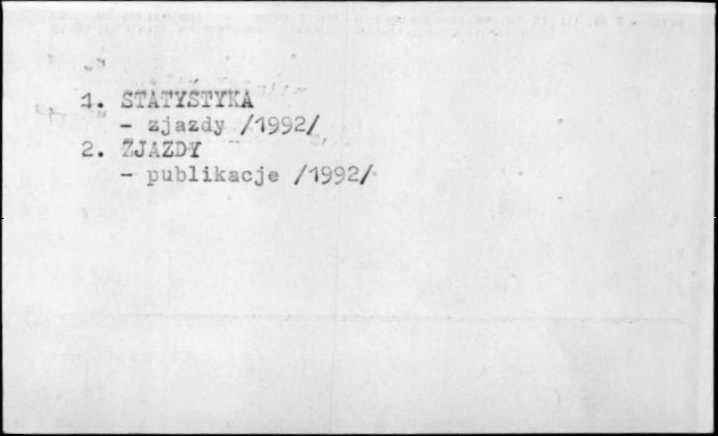 1. STATYSTYKA
- zjazdy /1992/
2. ZJAZDY
- publikacje /1992/